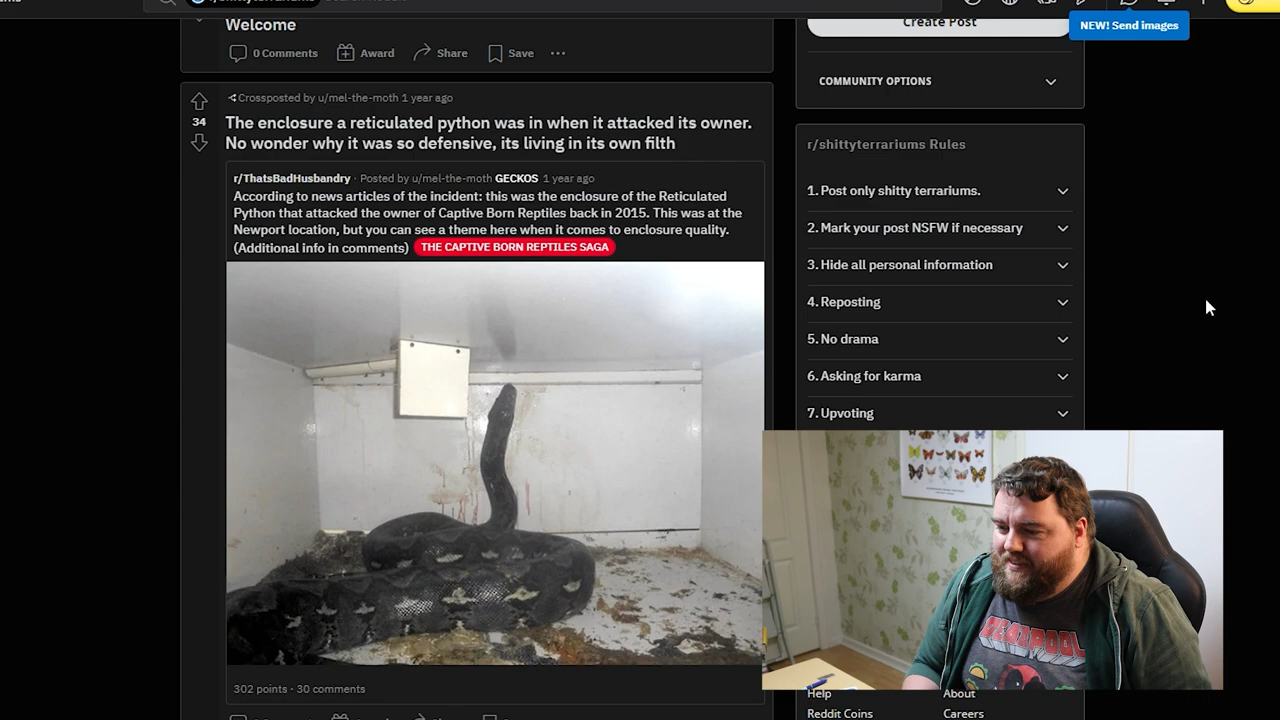 Welcome
0 Comments Award Share Save
Create Post
NEW! Send images
COMMUNITY OPTIONS
34
Crossposted by u/mel-the-moth 1 year ago
The enclosure a reticulated python was in when it attacked its owner.
No wonder why it was so defensive, its living in its own filth
r/ThatsBadHusbandry · Posted by u/mel-the-moth GECKOS 1 year ago
According to news articles of the incident: this was the enclosure of the Reticulated
Python that attacked the owner of Captive Born Reptiles back in 2015. This was at the
Newport location, but you can see a theme here when it comes to enclosure quality.
(Additional info in comments) THE CAPTIVE BORN REPTILES SAGA
302 points · 30 comments
r/shittyterrariums Rules
1. Post only shitty terrariums.
2. Mark your post NSFW if necessary
3. Hide all personal information
4. Reposting
5. No drama
6. Asking for karma
7. Upvoting
DEADPOOL
Help About
Reddit Coins Careers